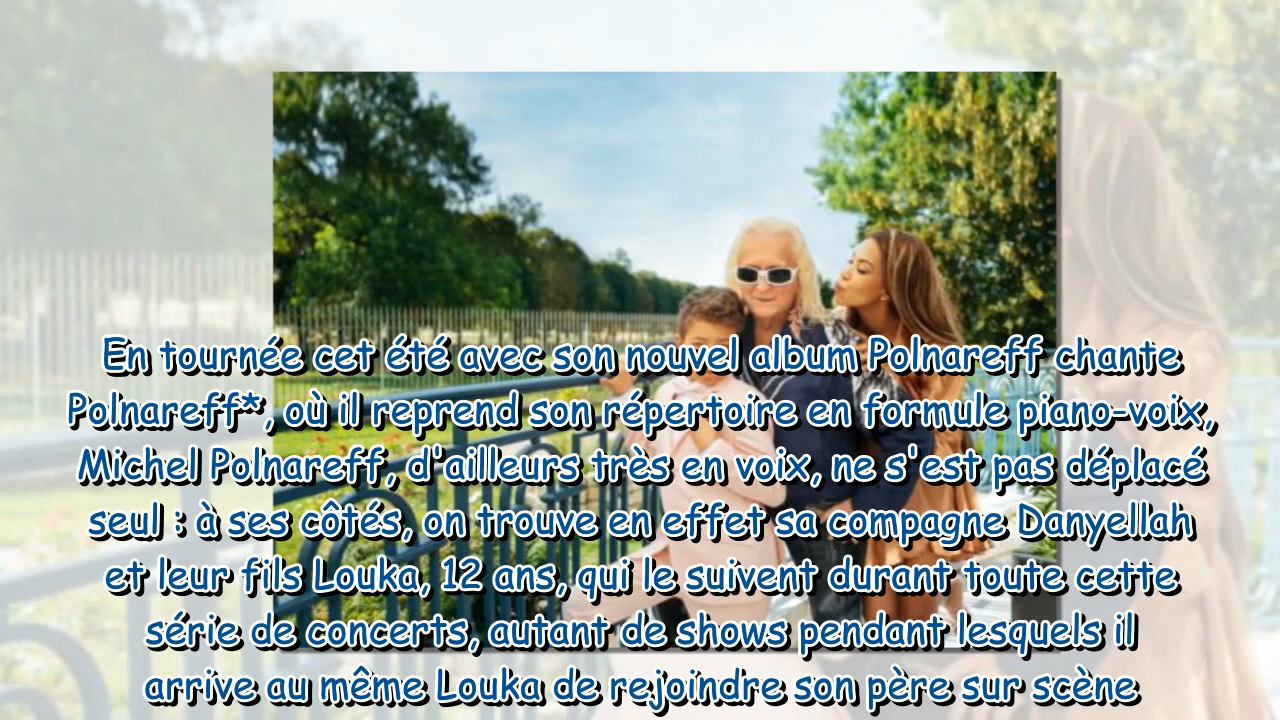 En tournée cet été avec son nouvel album Polnareff chante
Polnareff*, où il reprend son répertoire en formule piano-voix,
Michel Polnareff, d'ailleurs très en voix, ne s'est pas déplacé
seul : à ses côtés, on trouve en effet sa compagne Danyellah
et leur fils Louka, 12 ans, qui le suivent durant toute cette
série de concerts, autant de shows pendant lesquels il
arrive au même Louka de rejoindre son père sur scène